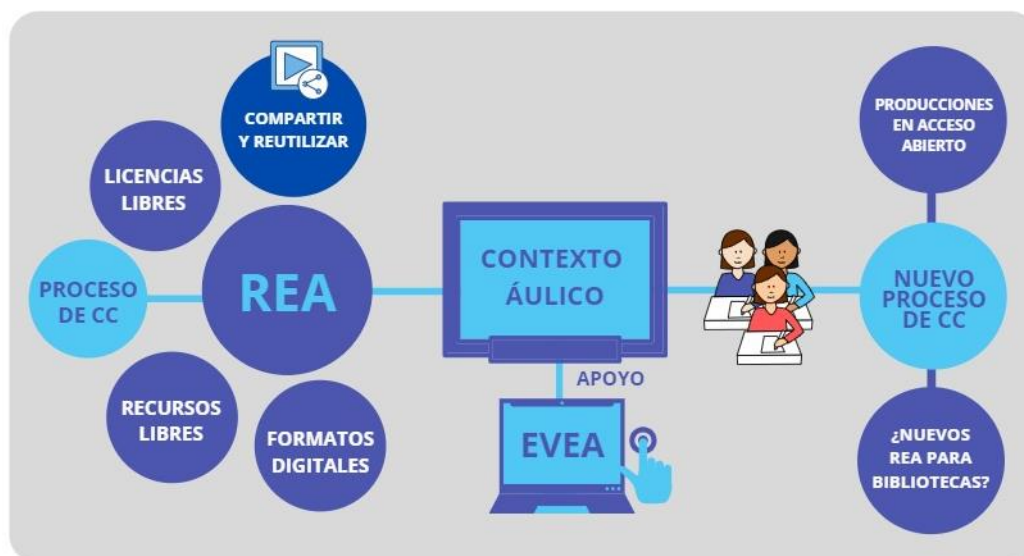 COMPARTIR
Y REUTILIZAR
LICENCIAS
LIBRES
PROCESO
DE CC
REA
RECURSOS
LIBRES
FORMATOS
DIGITALES
CONTEXTO
ÁULICO
APOYO
EVEA
PRODUCCIONES
EN ACCESO
ABIERTO
NUEVO
PROCESO
DE CC
¿NUEVOS
REA PARA
BIBLIOTECAS?